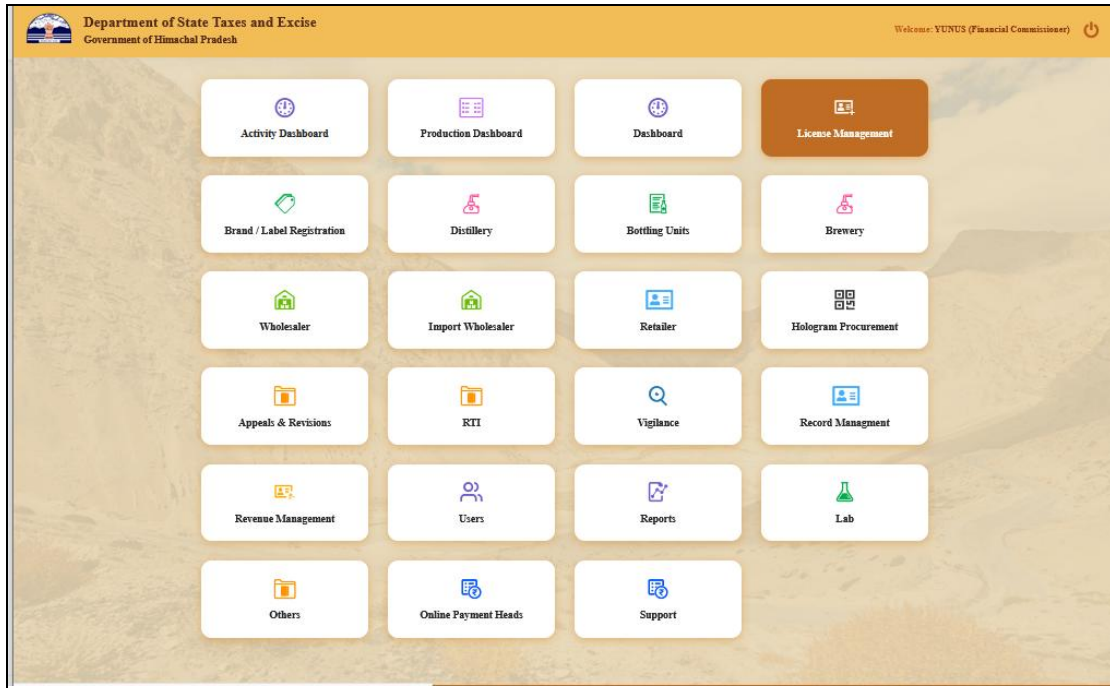 Department of State Taxes and Excise
Government of Himachal Pradesh
Welcome: YUNUS (Financial Commissioner)
Activity Dashboard
Production Dashboard
Dashboard
License Management
Brand / Label Registration
Distillery
Bottling Units
Brewery
Wholesaler
Import Wholesaler
Retailer
Hologram Procurement
Appeals & Revisions
RTI
Vigilance
Record Managment
Revenue Management
Users
Reports
Lab
Others
Online Payment Heads
Support